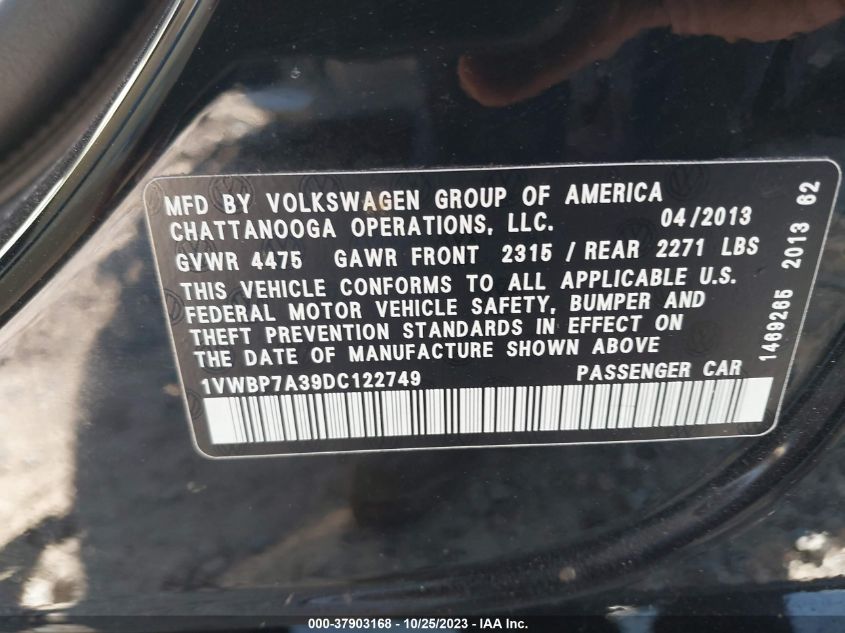 MFD BY VOLKSWAGEN GROUP OF AMERICA
CHATTANOOGA OPERATIONS, LLC. 04/2013
GVWR 4475 GAWR FRONT 2315 / REAR 2271 LBS
THIS VEHICLE CONFORMS TO ALL APPLICABLE U.S.
FEDERAL MOTOR VEHICLE SAFETY, BUMPER AND
THEFT PREVENTION STANDARDS IN EFFECT ON
THE DATE OF MANUFACTURE SHOWN ABOVE
1VWBP7A39DC122749 PASSENGER CAR
1469265 2013 62
000-37903168 - 10/25/2023 - © IAA, Inc.